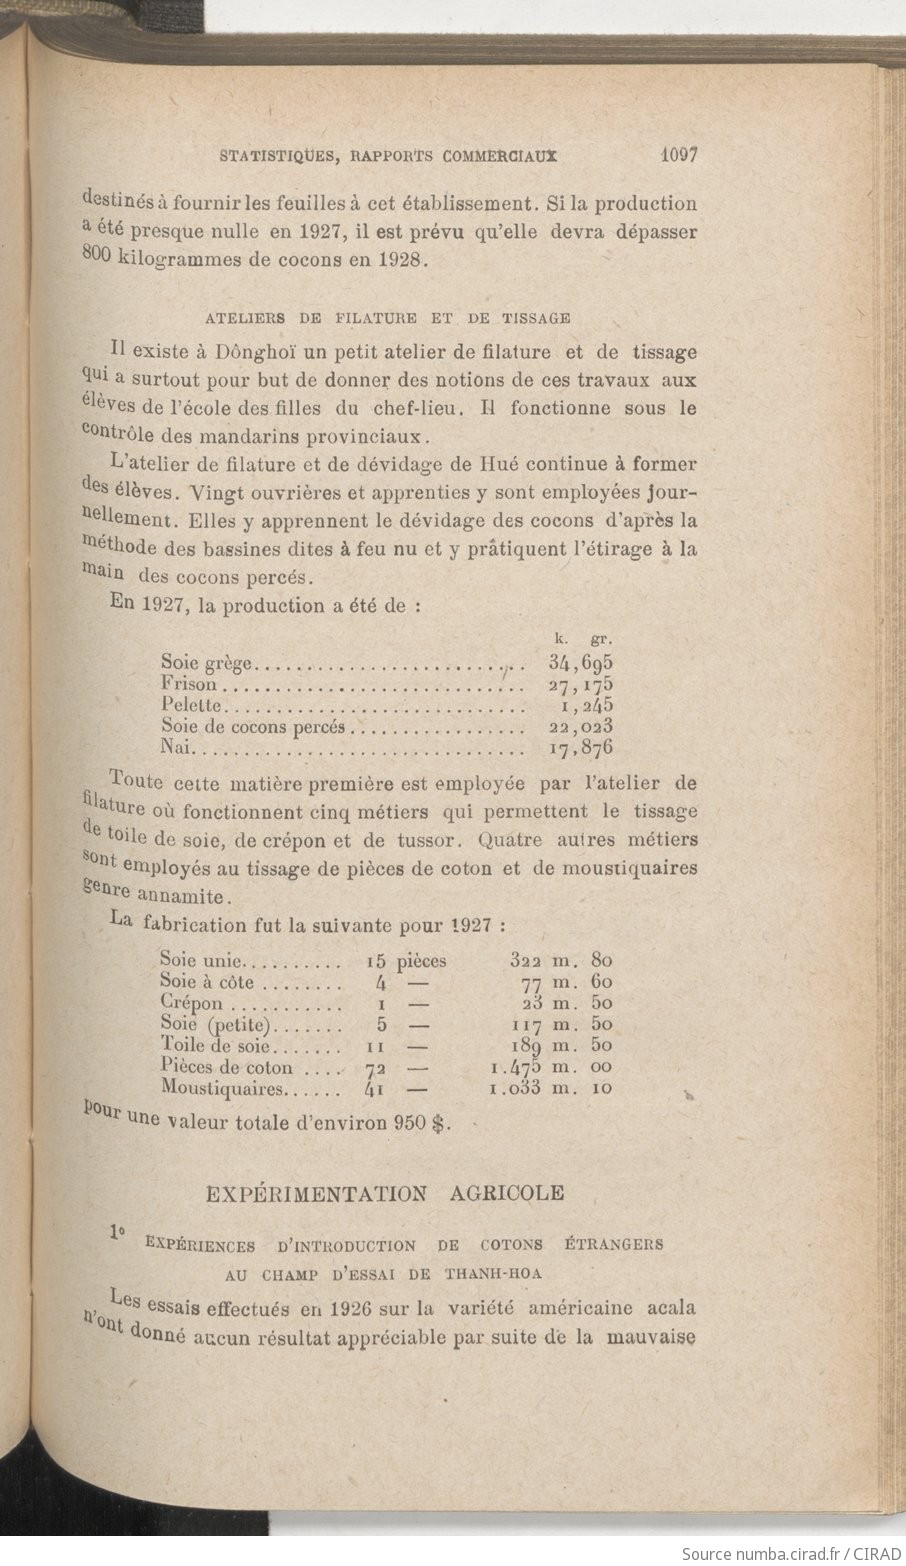 STATISTIQUES, RAPPORTS COMMERCIAUX 1097
destinés à fournir les feuilles à cet établissement. Si la production
a été presque nulle en 1927, il est prévu qu'elle devra dépasser
800 kilogrammes de cocons en 1928.
ATELIERS DE FILATURE ET DE TISSAGE
Il existe à Dônghoï un petit atelier de filature et de tissage
qui a surtout pour but de donner des notions de ces travaux aux
élèves de l'école des filles du chef-lieu. Il fonctionne sous le
contrôle des mandarins provinciaux.
L'atelier de filature et de dévidage de Hué continue à former
des élèves. Vingt ouvrières et apprenties y sont employées jour-
nellement. Elles y apprennent le dévidage des cocons d'après la
méthode des bassines dites à feu nu et y pratiquent l'étirage à la
main des cocons percés.
En 1927, la production a été de :
k. gr.
Soie grège.......................... 34,695
Frison............................. 27,175
Pelette............................. 1,245
Soie de cocons percés................. 22,023
Nai................................ 17,876
Toute cette matière première est employée par l'atelier de
filature où fonctionnent cinq métiers qui permettent le tissage
de toile de soie, de crépon et de tussor. Quatre autres métiers
sont employés au tissage de pièces de coton et de moustiquaires
genre annamite.
La fabrication fut la suivante pour 1927 :
Soie unie.......... 15 pièces 322 m. 80
Soie à côte ........ 4 — 77 m. 60
Crépon ........... 1 — 23 m. 50
Soie (petite)....... 5 — 117 m. 50
Toile de soie....... 11 — 189 m. 50
Pièces de coton .... 72 — 1.475 m. 00
Moustiquaires...... 41 — 1.033 m. 10
pour une valeur totale d'environ 950 $.
EXPÉRIMENTATION AGRICOLE
1° EXPÉRIENCES D'INTRODUCTION DE COTONS ÉTRANGERS
AU CHAMP D'ESSAI DE THANH-HOA
Les essais effectués en 1926 sur la variété américaine acala
n'ont donné aucun résultat appréciable par suite de la mauvaise
Source numba.cirad.fr / CIRAD